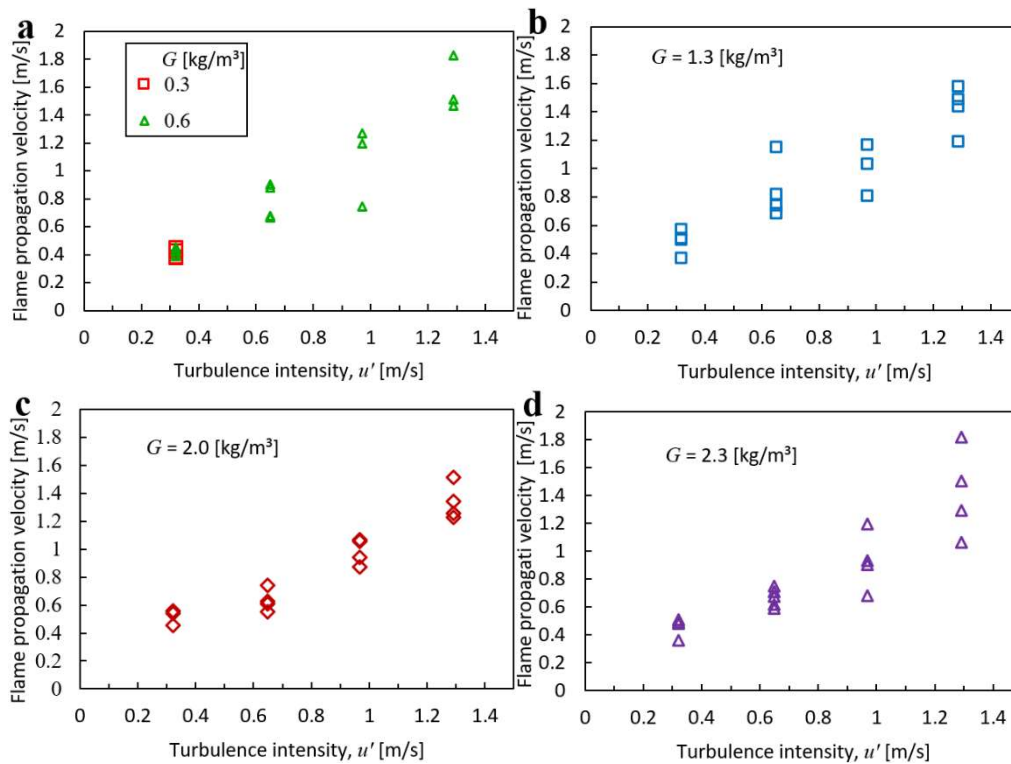 a
Flame propagation velocity [m/s]
2
1.8
1.6
1.4
1.2
1
0.8
0.6
0.4
0.2
0
G [kg/m³]
0.3
0.6
0 0.2 0.4 0.6 0.8 1 1.2 1.4
Turbulence intensity, u' [m/s]
b
Flame propagation velocity [m/s]
2
1.8
1.6
1.4
1.2
1
0.8
0.6
0.4
0.2
0
G = 1.3 [kg/m³]
0 0.2 0.4 0.6 0.8 1 1.2 1.4
Turbulence intensity, u' [m/s]
c
Flame propagation velocity [m/s]
2
1.8
1.6
1.4
1.2
1
0.8
0.6
0.4
0.2
0
G = 2.0 [kg/m³]
0 0.2 0.4 0.6 0.8 1 1.2 1.4
Turbulence intensity, u' [m/s]
d
Flame propagati velocity [m/s]
2
1.8
1.6
1.4
1.2
1
0.8
0.6
0.4
0.2
0
G = 2.3 [kg/m³]
0 0.2 0.4 0.6 0.8 1 1.2 1.4
Turbulence intensity, u' [m/s]